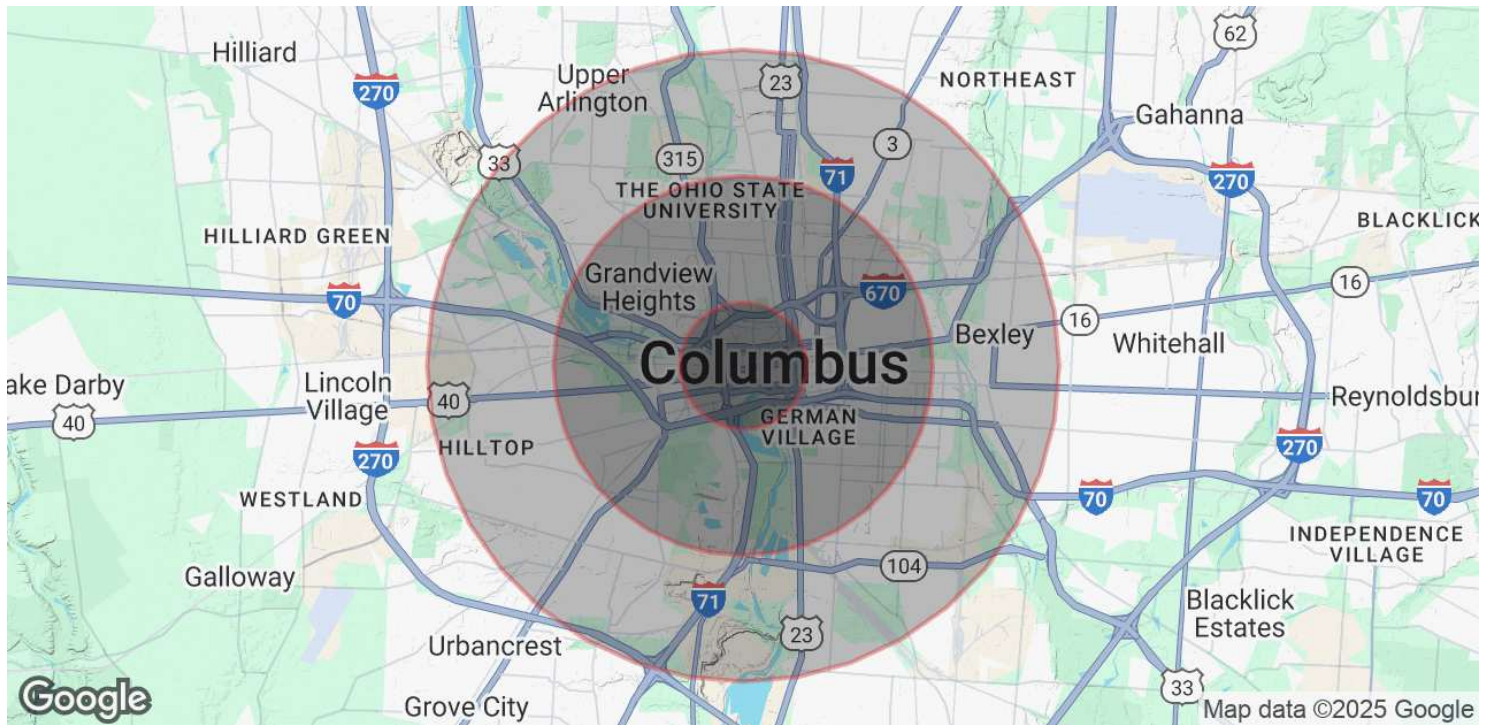 62
Hilliard
Upper
Arlington
270
23
NORTHEAST
Gahanna
3
33
315
71
270
THE OHIO STATE
UNIVERSITY
BLACKLICK
HILLIARD GREEN
Grandview
Heights
70
670
16
16
Bexley
Whitehall
Columbus
ake Darby
Lincoln
Village
40
40
Reynoldsbur
GERMAN
VILLAGE
HILLTOP
270
270
WESTLAND
70
70
INDEPENDENCE
VILLAGE
104
Galloway
71
Blacklick
Estates
23
Urbancrest
33
Grove City
Google
Map data ©2025 Google